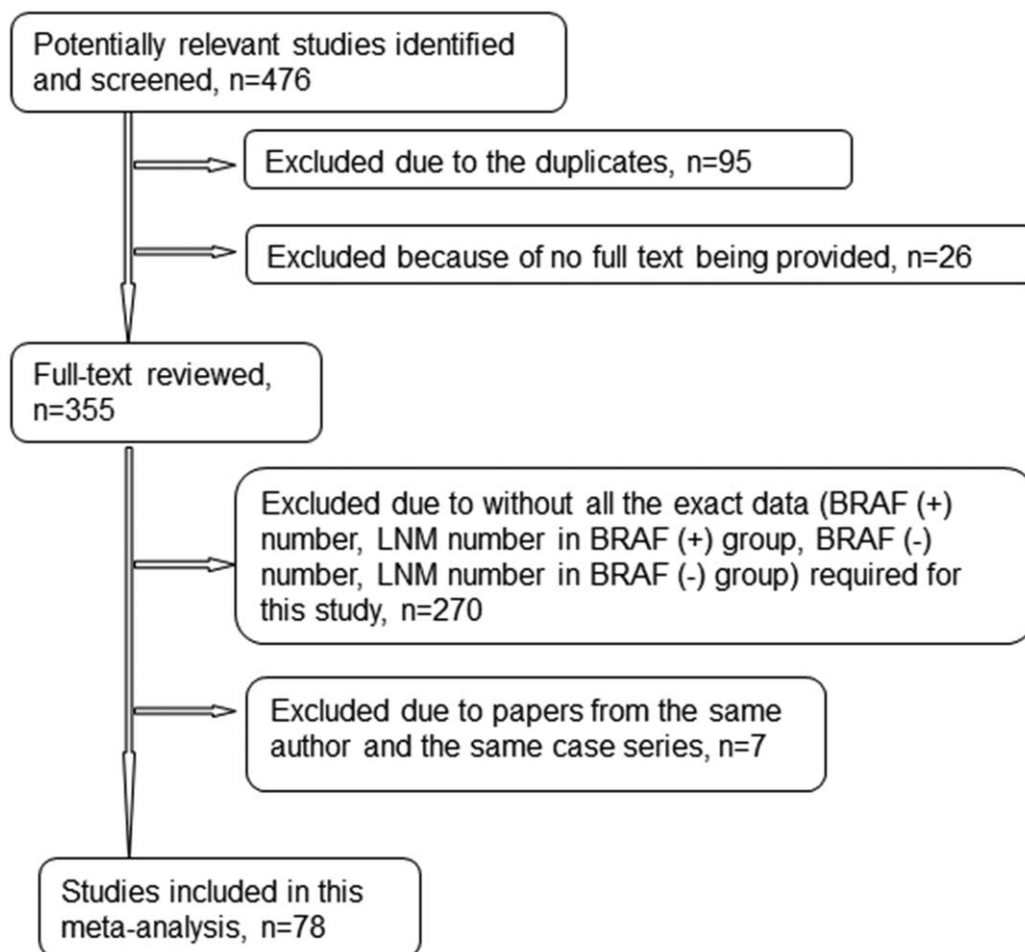 Potentially relevant studies identified
and screened, n=476
Excluded due to the duplicates, n=95
Excluded because of no full text being provided, n=26
Full-text reviewed,
n=355
Excluded due to without all the exact data (BRAF (+)
number, LNM number in BRAF (+) group, BRAF (-)
number, LNM number in BRAF (-) group) required for
this study, n=270
Excluded due to papers from the same
author and the same case series, n=7
Studies included in this
meta-analysis, n=78